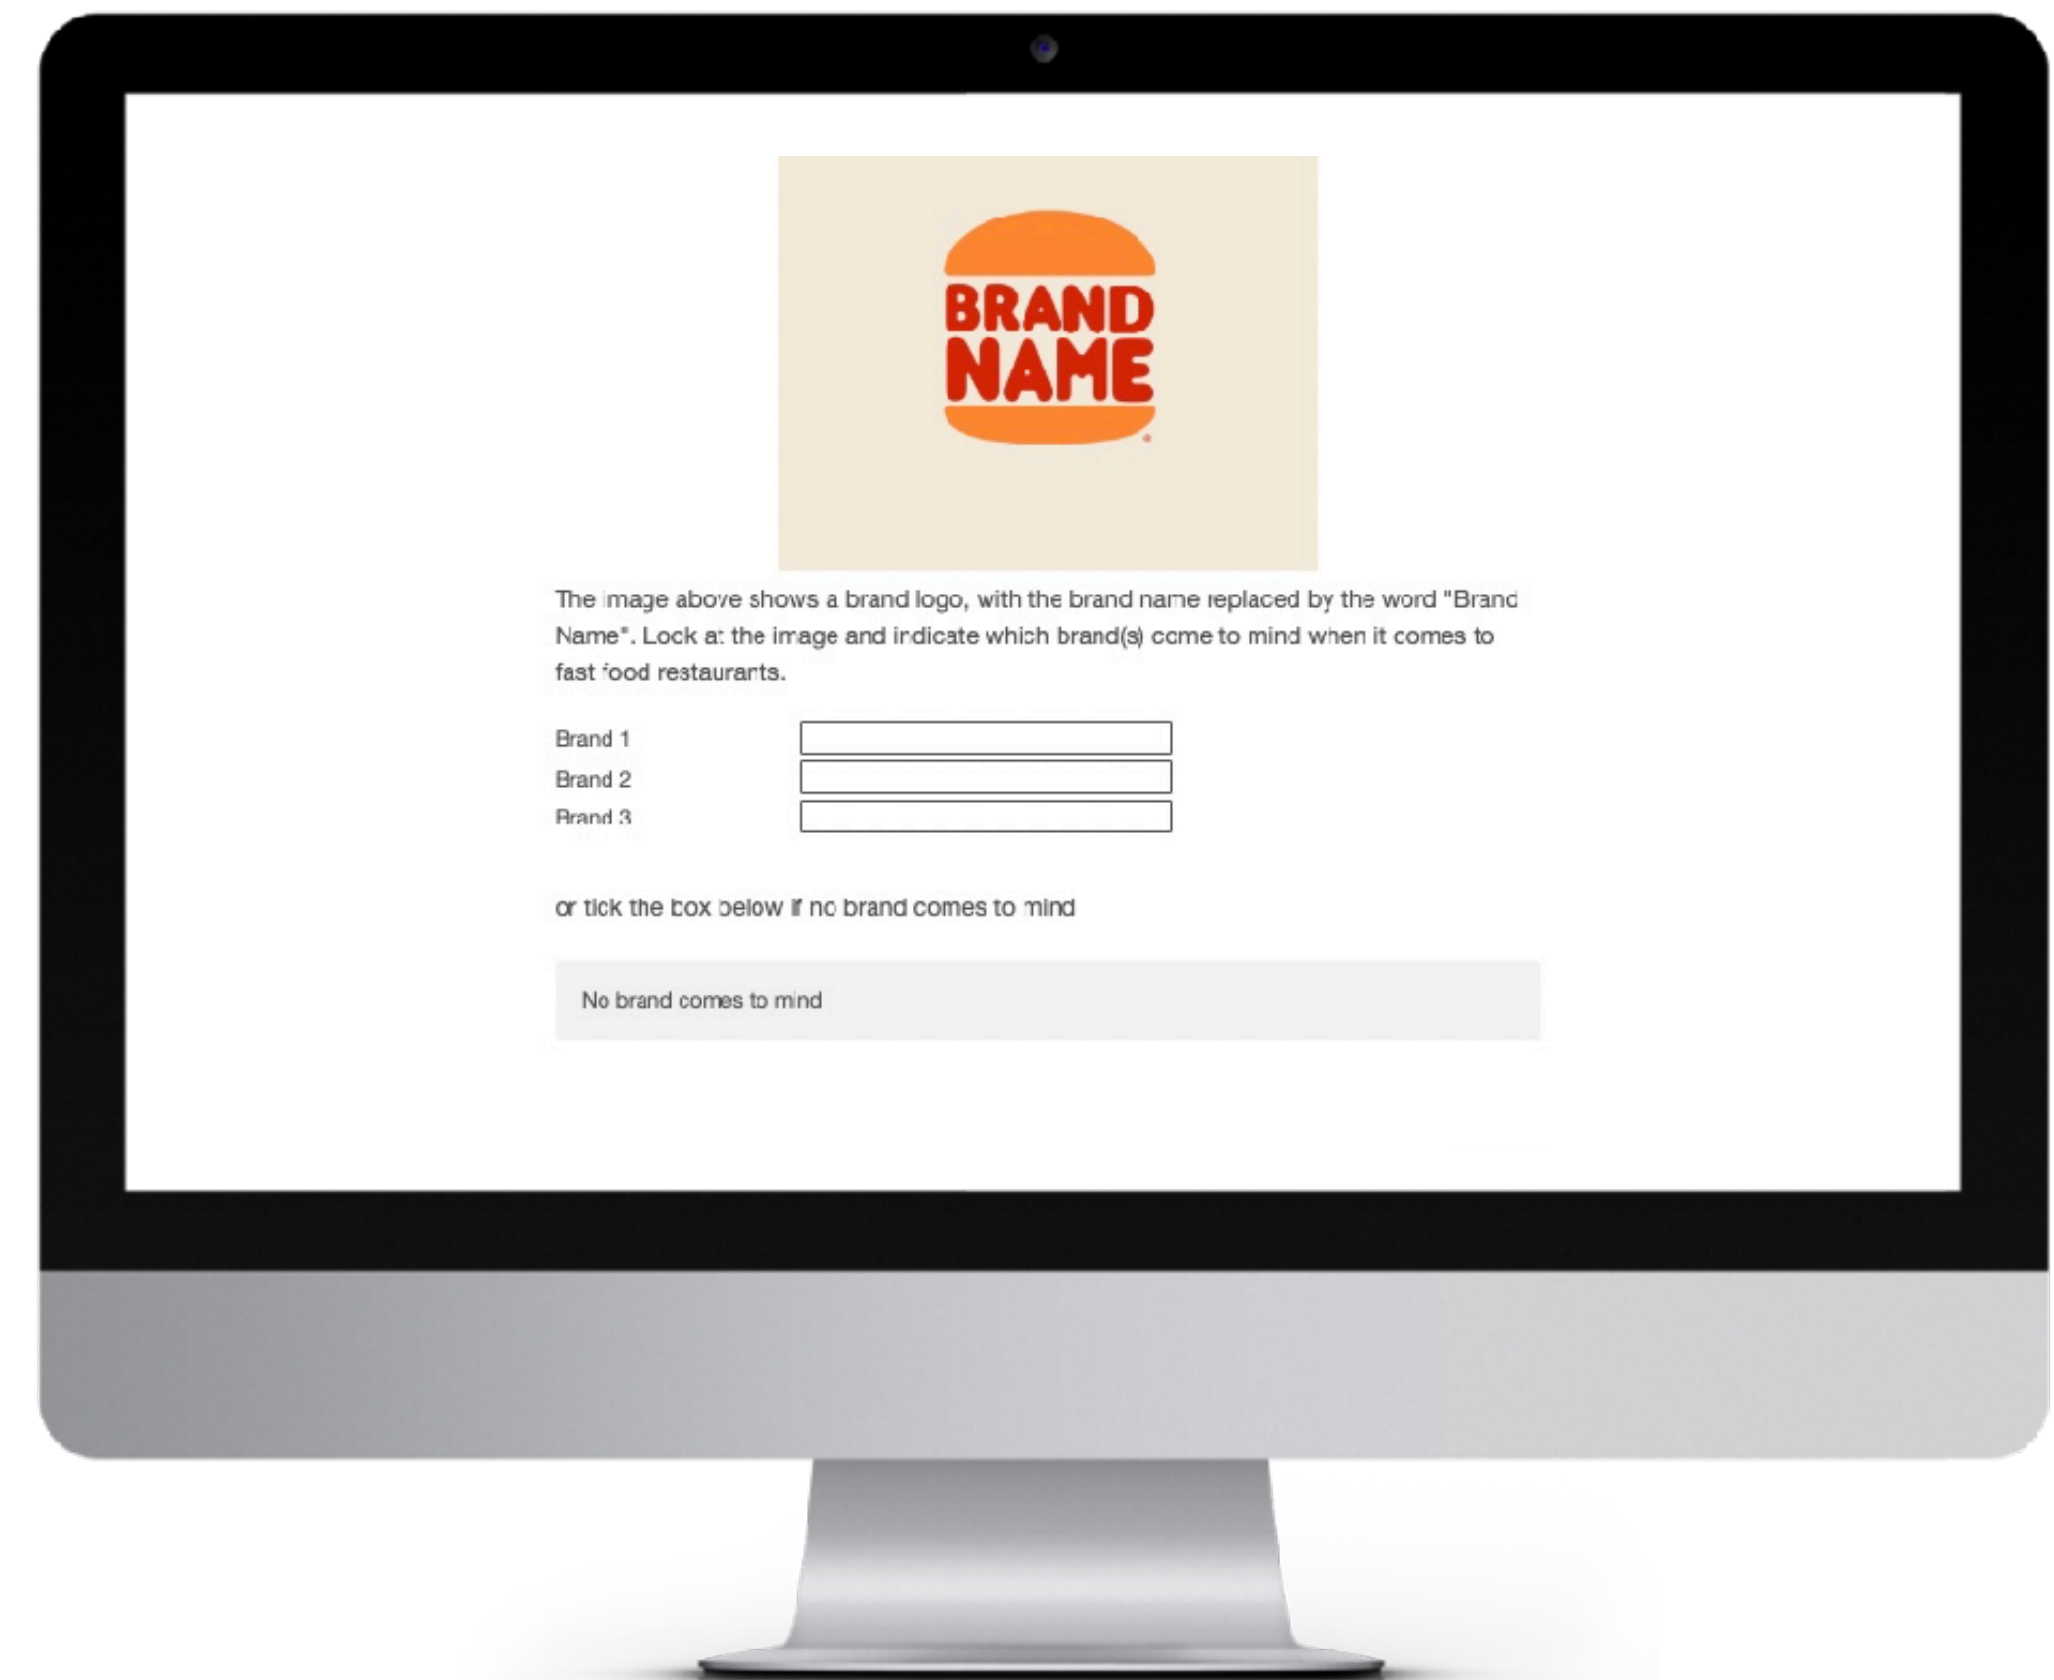 BRAND
NAME
The image above shows a brand logo, with the brand name replaced by the word "Brand
Name". Look at the image and indicate which brand(s) come to mind when it comes to
fast food restaurants.
Brand 1
Brand 2
Brand 3
or tick the box below if no brand comes to mind
No brand comes to mind